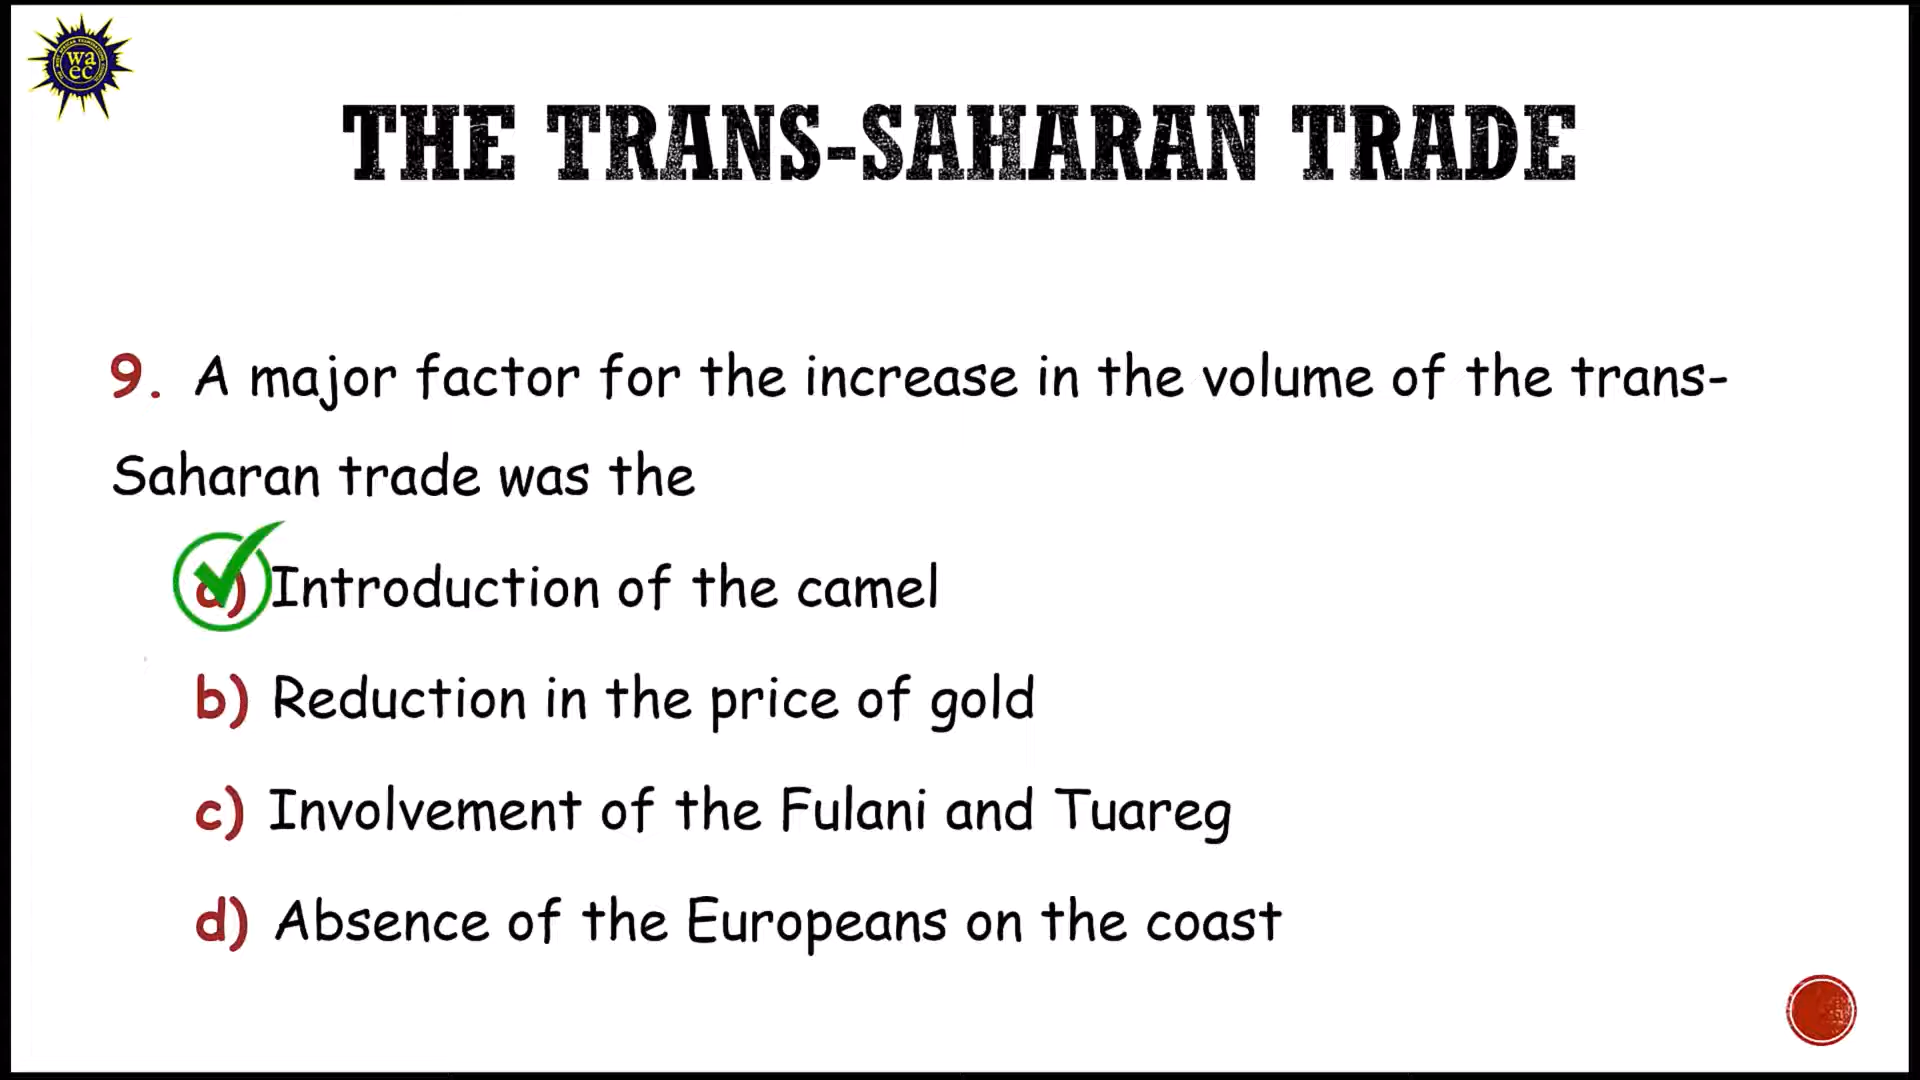 wa
ec
THE TRANS-SAHARAN TRADE
9. A major factor for the increase in the volume of the trans-
Saharan trade was the
a) Introduction of the camel
b) Reduction in the price of gold
c) Involvement of the Fulani and Tuareg
d) Absence of the Europeans on the coast